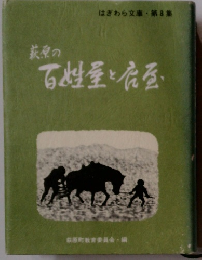 はぎわら文庫・第8集
萩原の
百姓屋と店屋
萩原町教育委員会・編